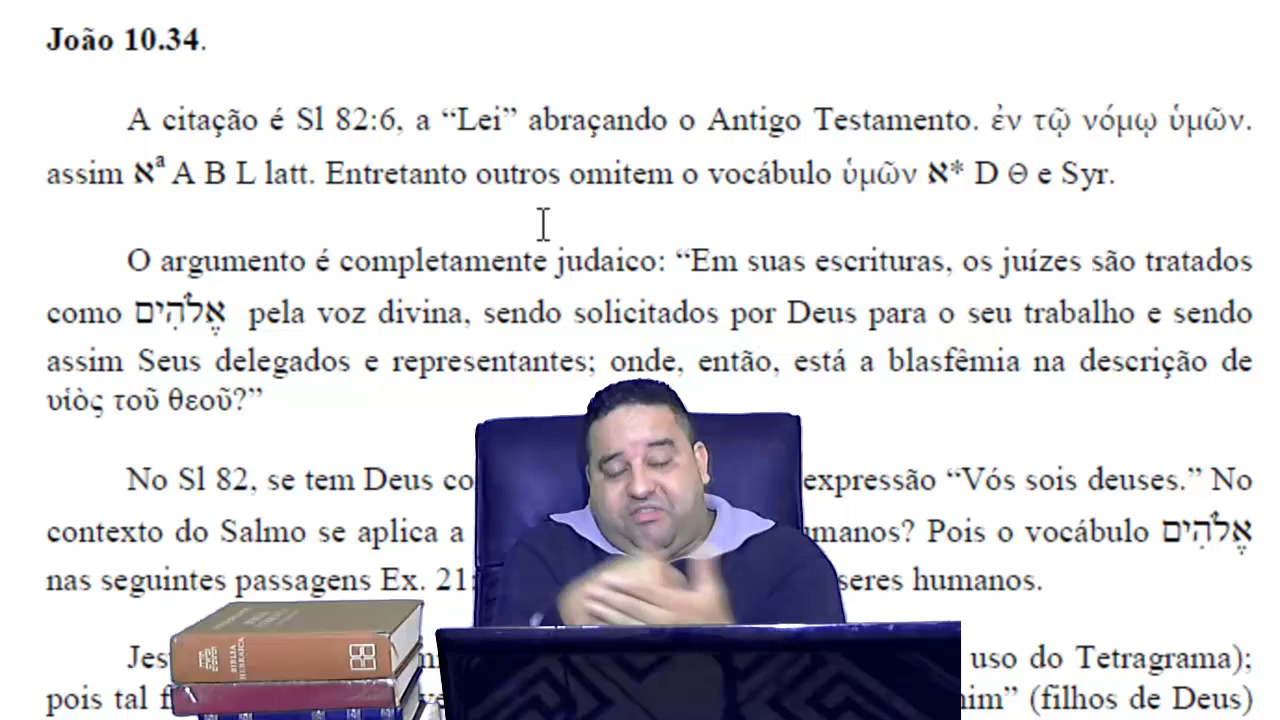 João 10.34.
A citação é Sl 82:6, a “Lei” abraçando o Antigo Testamento. ἐν τῷ νόμῳ ὑμῶν.
assim אª A B L latt. Entretanto outros omitem o vocábulo ὑμῶν א* D Θ e Syr.
O argumento é completamente judaico: “Em suas escrituras, os juízes são tratados
como אֱלֹהִים pela voz divina, sendo solicitados por Deus para o seu trabalho e sendo
assim Seus delegados e representantes; onde, então, está a blasfêmia na descrição de
υἱὸς τοῦ θεοῦ?”
No Sl 82, se tem Deus expressão “Vós sois deuses.” No
contexto do Salmo se aplica a Pois o vocábulo אֱלֹהִים
nas seguintes passagens Ex. 21: seres humanos.
uso do Tetragrama);
pois tal (filhos de Deus)
BIBLIA
HEBRAICA